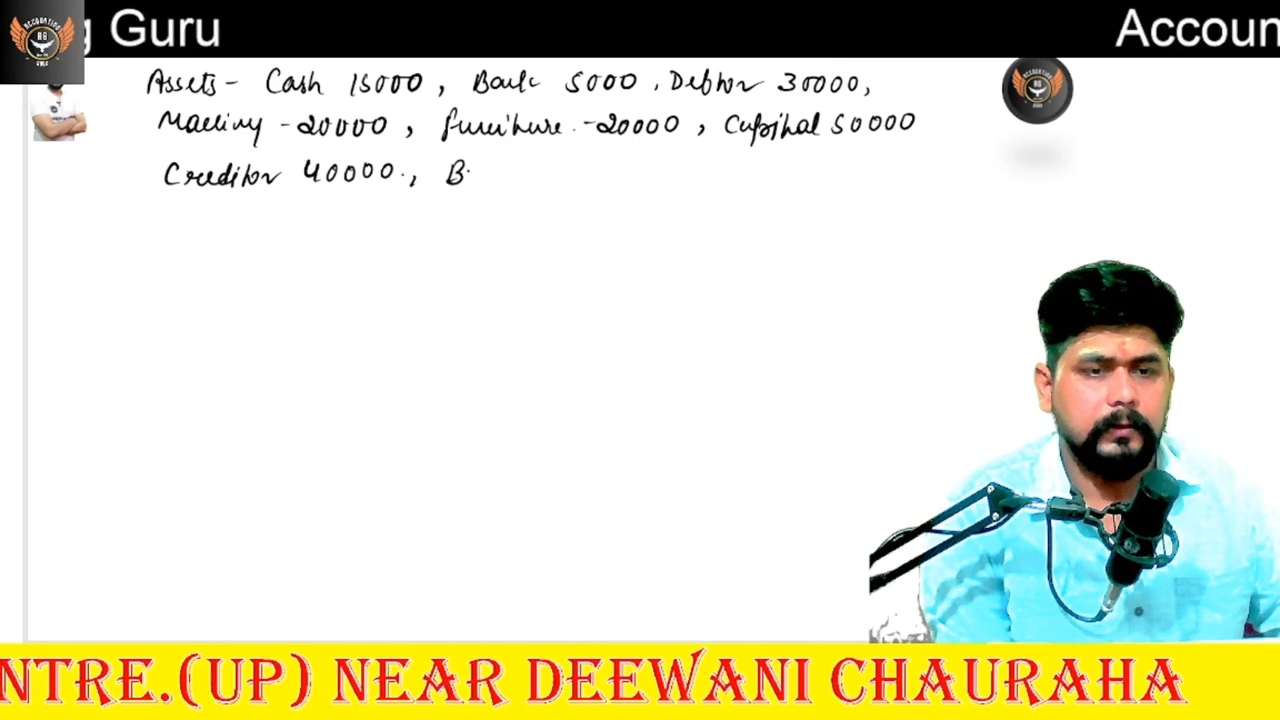 g Guru
Accoun
Assets - Cash 15000, Bank 5000, Debtor 30000,
Machinry - 20000, furniture - 20000, Capital 50000
Creditor 40000, B
NTRE.(UP) NEAR DEEWANI CHAURAHA